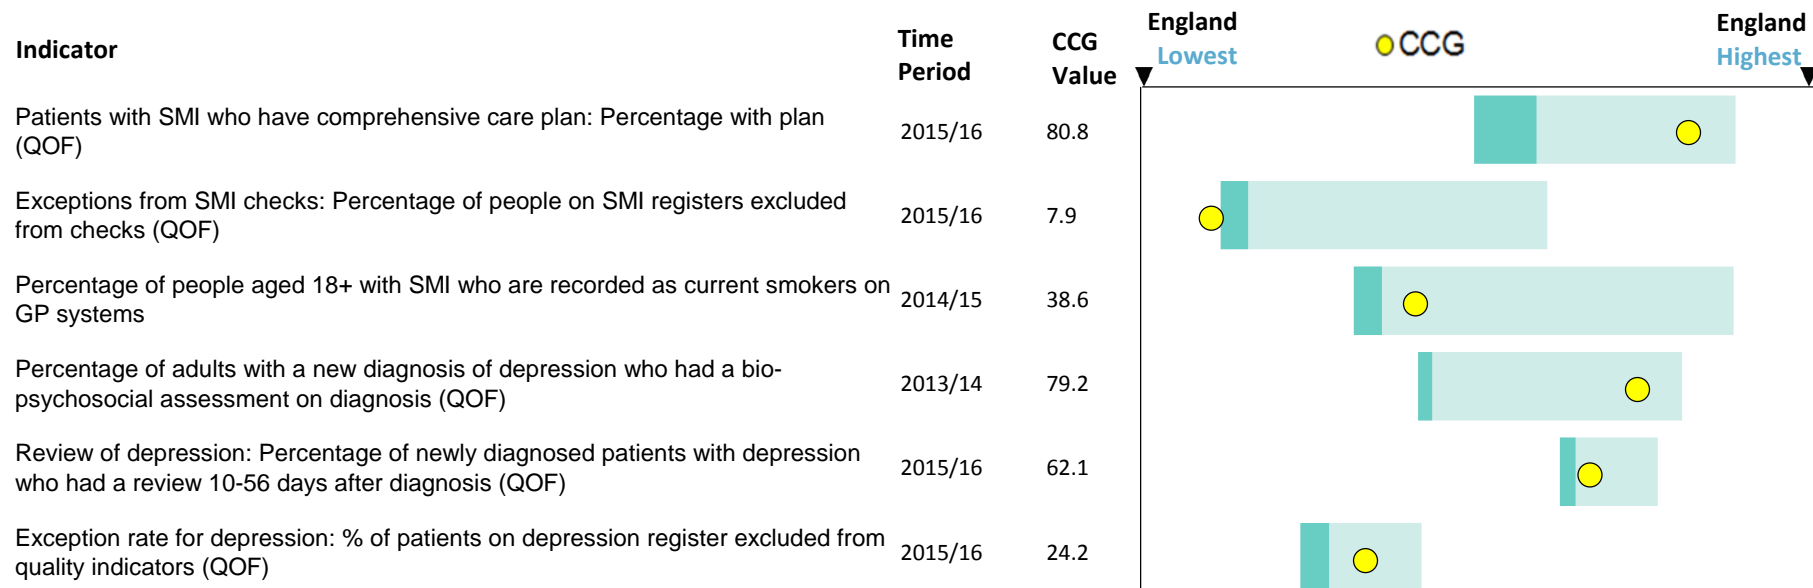 Indicator
Time
Period
CCG
Value
England
Lowest
CCG
England
Highest
Patients with SMI who have comprehensive care plan: Percentage with plan
(QOF)
2015/16
80.8
Exceptions from SMI checks: Percentage of people on SMI registers excluded
from checks (QOF)
2015/16
7.9
Percentage of people aged 18+ with SMI who are recorded as current smokers on
GP systems
2014/15
38.6
Percentage of adults with a new diagnosis of depression who had a bio-
psychosocial assessment on diagnosis (QOF)
2013/14
79.2
Review of depression: Percentage of newly diagnosed patients with depression
who had a review 10-56 days after diagnosis (QOF)
2015/16
62.1
Exception rate for depression: % of patients on depression register excluded from
quality indicators (QOF)
2015/16
24.2